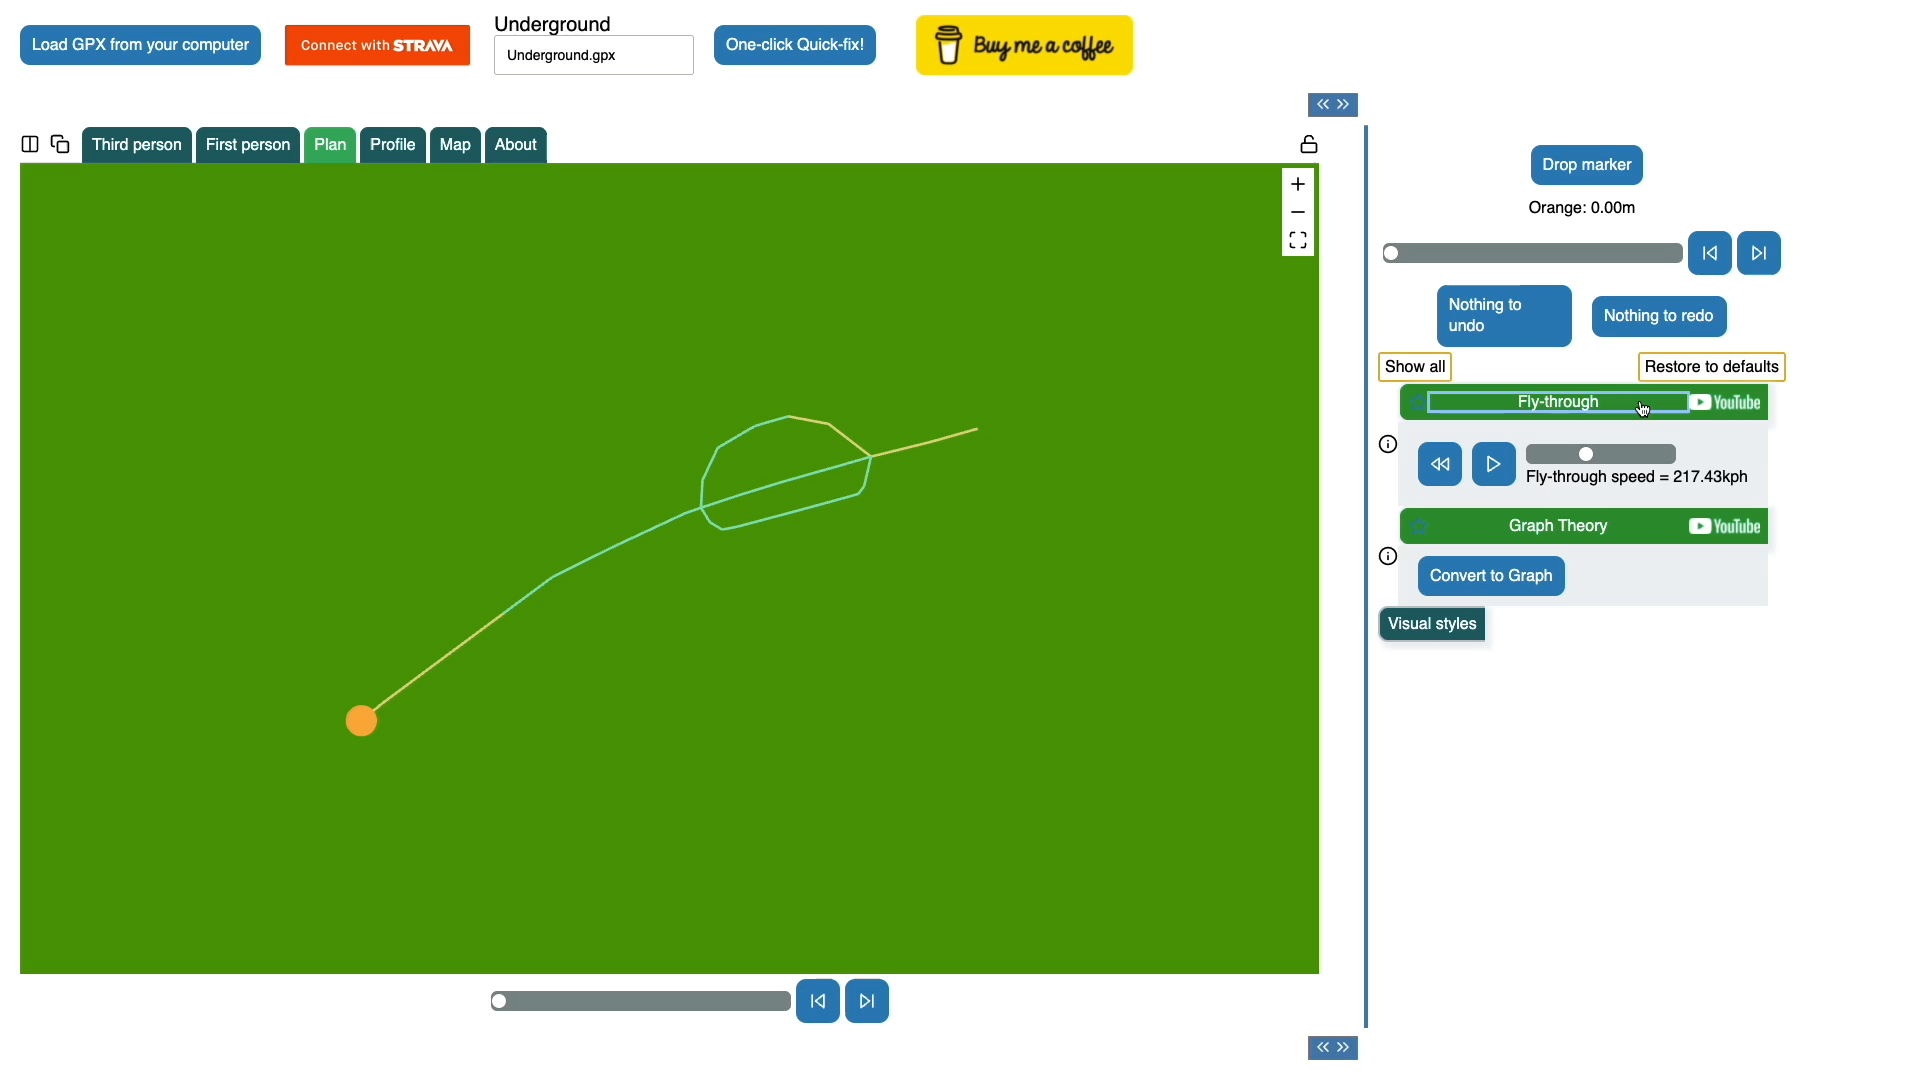 Load GPX from your computer
Connect with STRAVA
Underground
Underground.gpx
One-click Quick-fix!
Buy me a coffee
Third person
First person
Plan
Profile
Map
About
Drop marker
Orange: 0.00m
Nothing to
undo
Nothing to redo
Show all
Restore to defaults
Fly-through
YouTube
Fly-through speed = 217.43kph
Graph Theory
YouTube
Convert to Graph
Visual styles